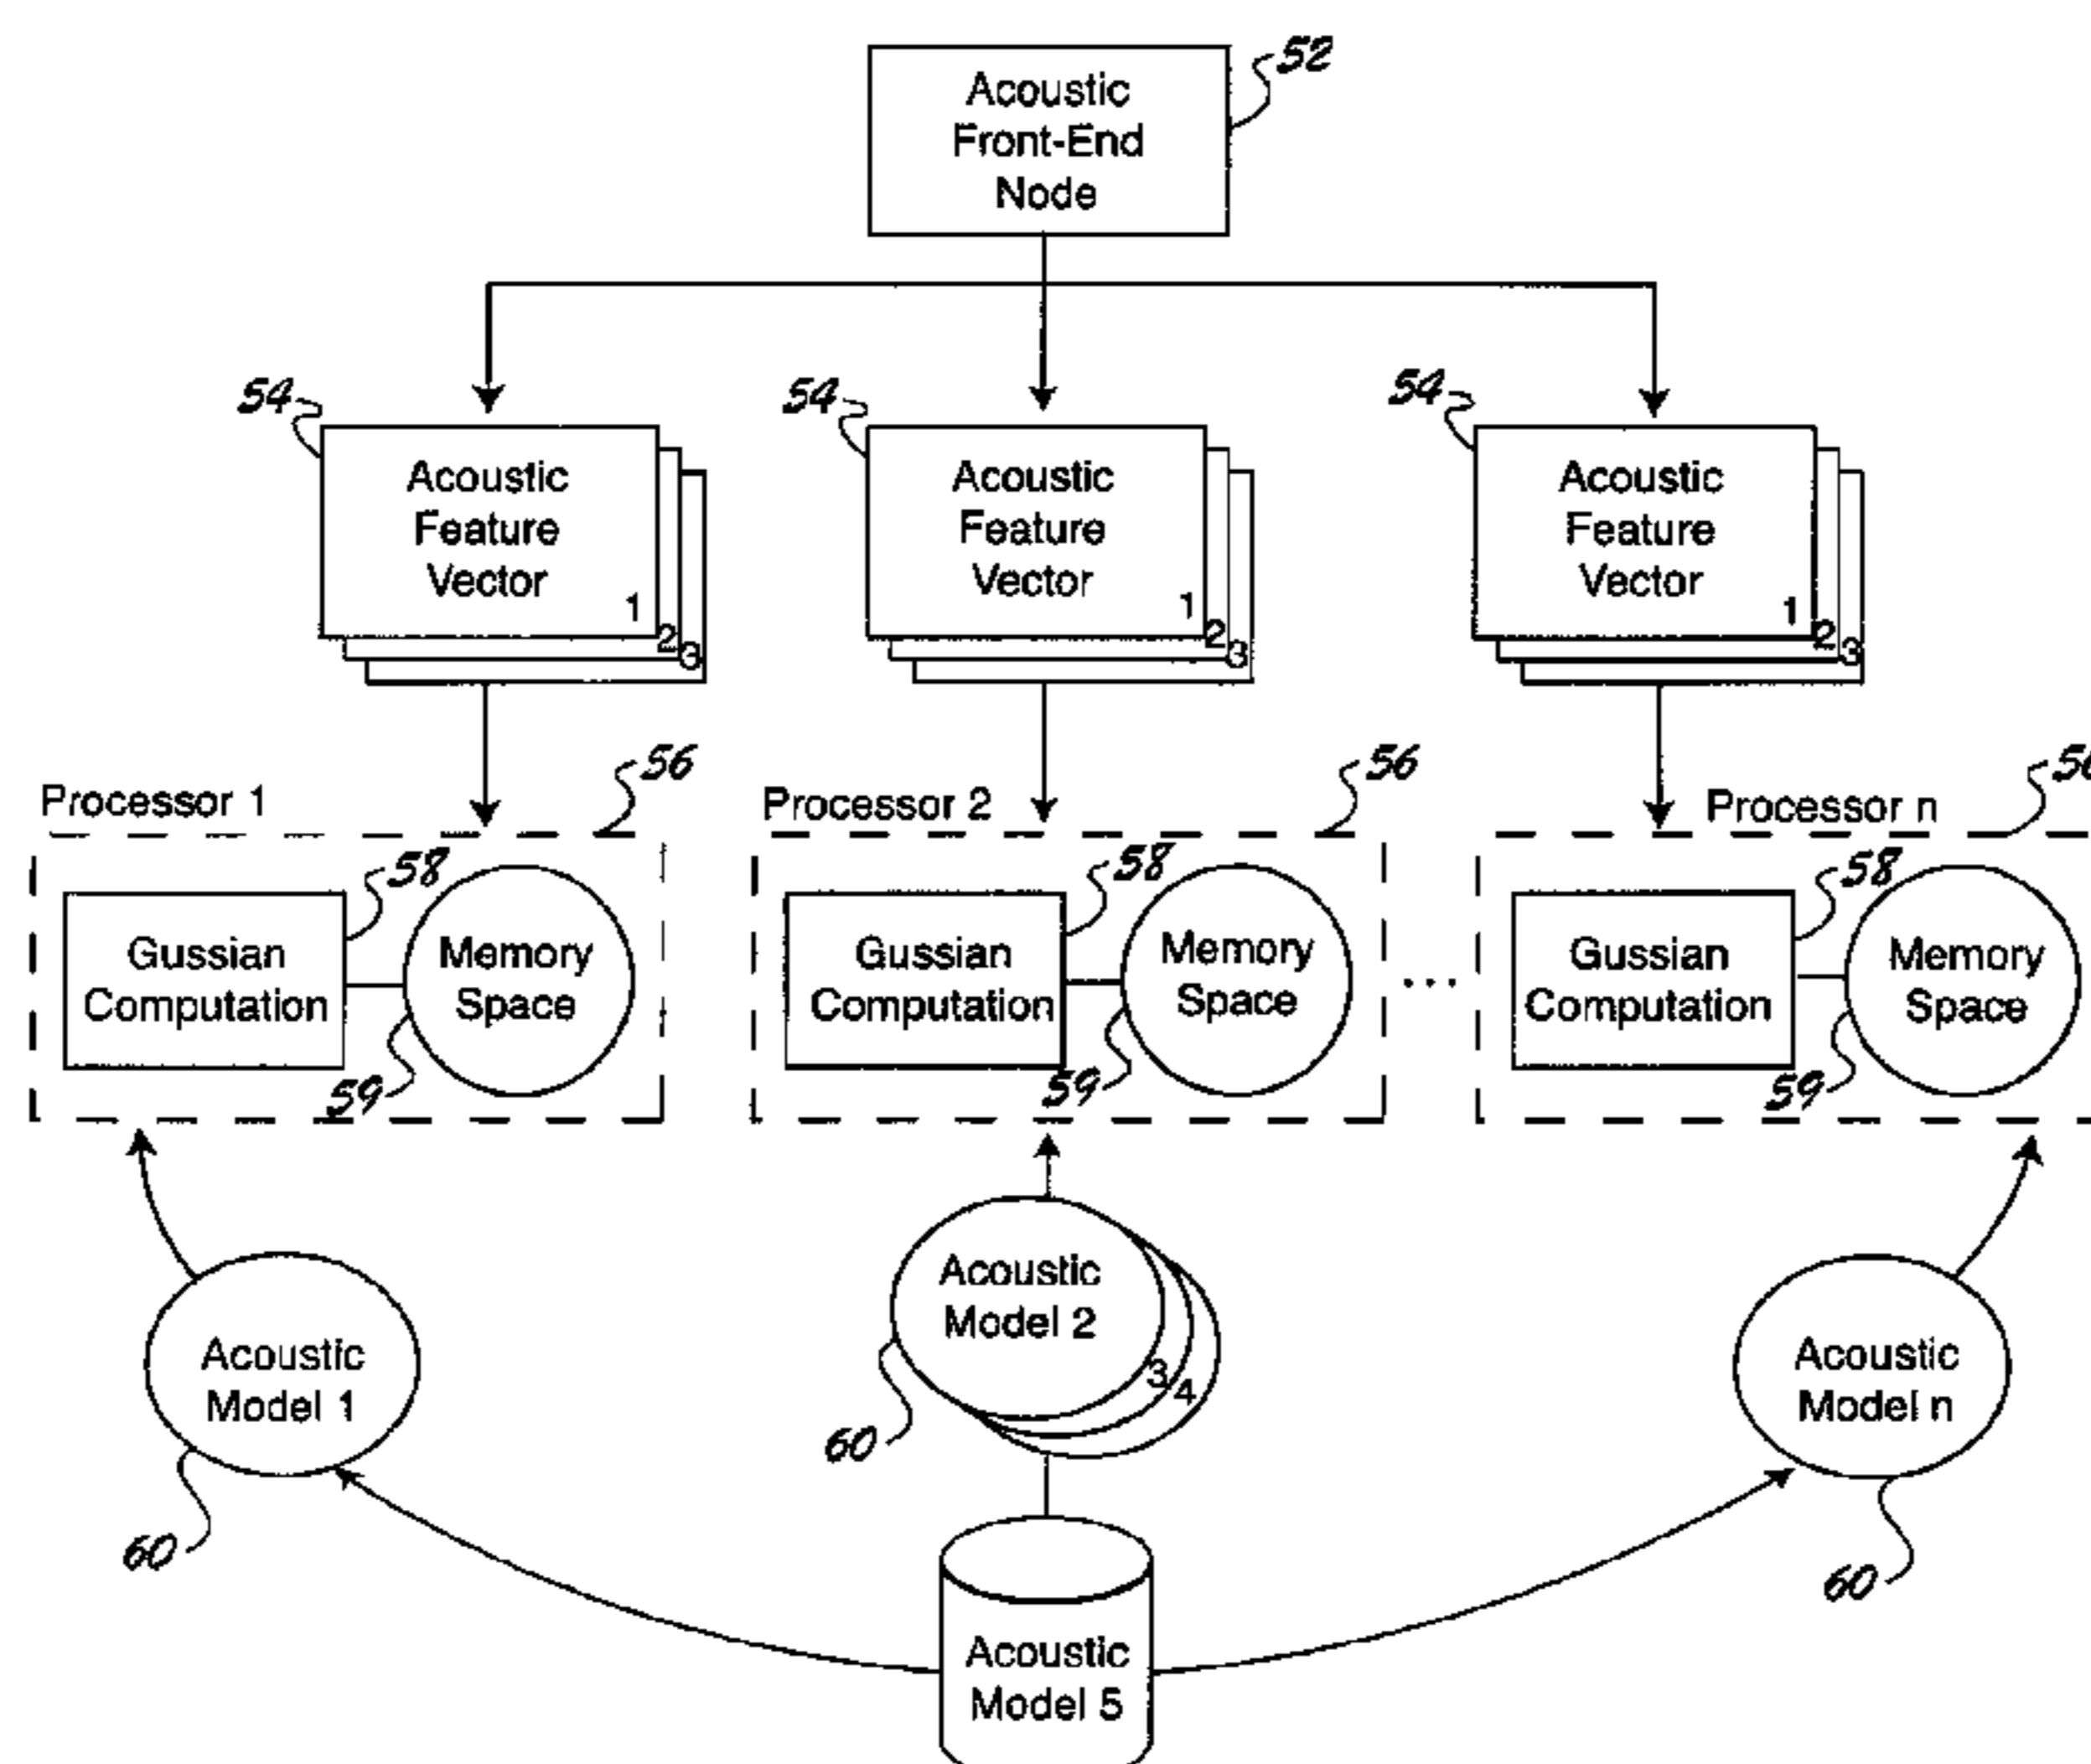 52
Acoustic
Front-End
Node
54
54
54
Acoustic
Feature
Vector
1
2
3
Acoustic
Feature
Vector
1
2
3
Acoustic
Feature
Vector
1
2
3
56
56
Processor 1
Processor 2
Processor n
58
58
58
Gussian
Computation
Memory
Space
Gussian
Computation
Memory
Space
...
Gussian
Computation
Memory
Space
59
59
59
Acoustic
Model 1
Acoustic
Model 2
3
4
Acoustic
Model n
60
60
60
Acoustic
Model 5